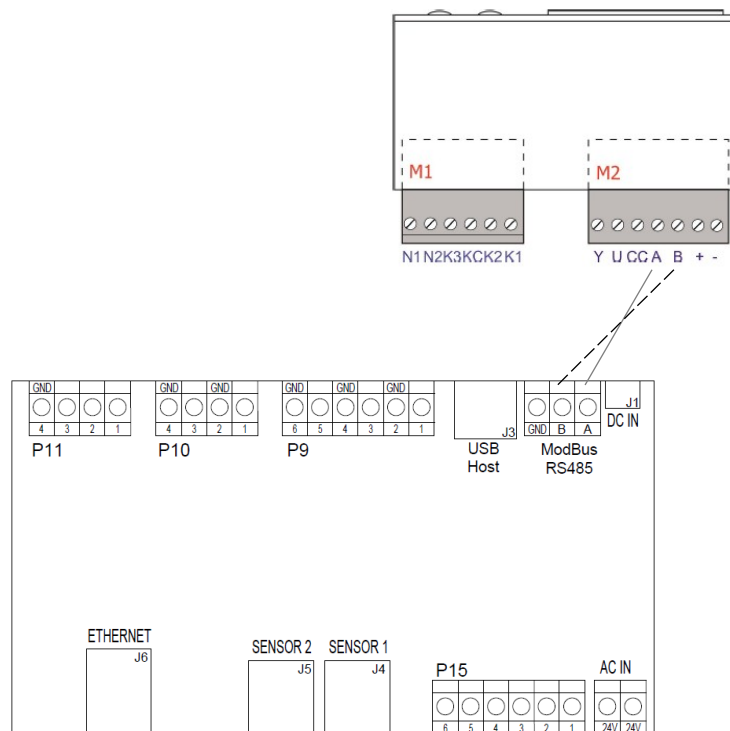 M1 M2
N1 N2 K3 KC K2 K1 Y U CC A B + -
GND GND GND GND GND GND J1
4 3 2 1 4 3 2 1 6 5 4 3 2 1 J3 GND B A DC IN
P11 P10 P9 USB ModBus
Host RS485
ETHERNET SENSOR 2 SENSOR 1
J6 J5 J4 P15 AC IN
6 5 4 3 2 1 24V 24V